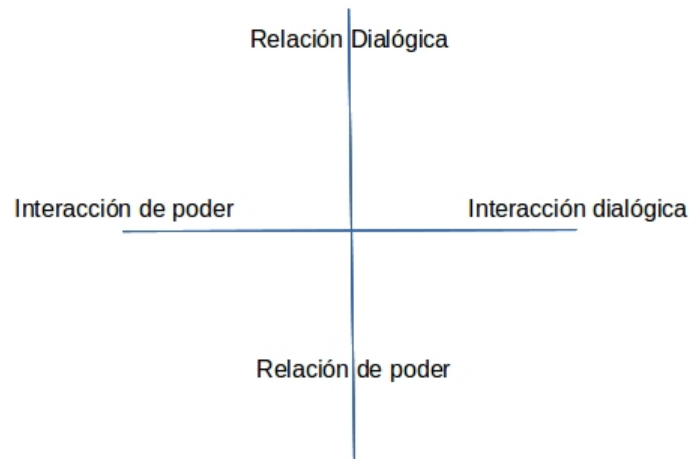 Relación Dialógica
Interacción de poder
Interacción dialógica
Relación de poder